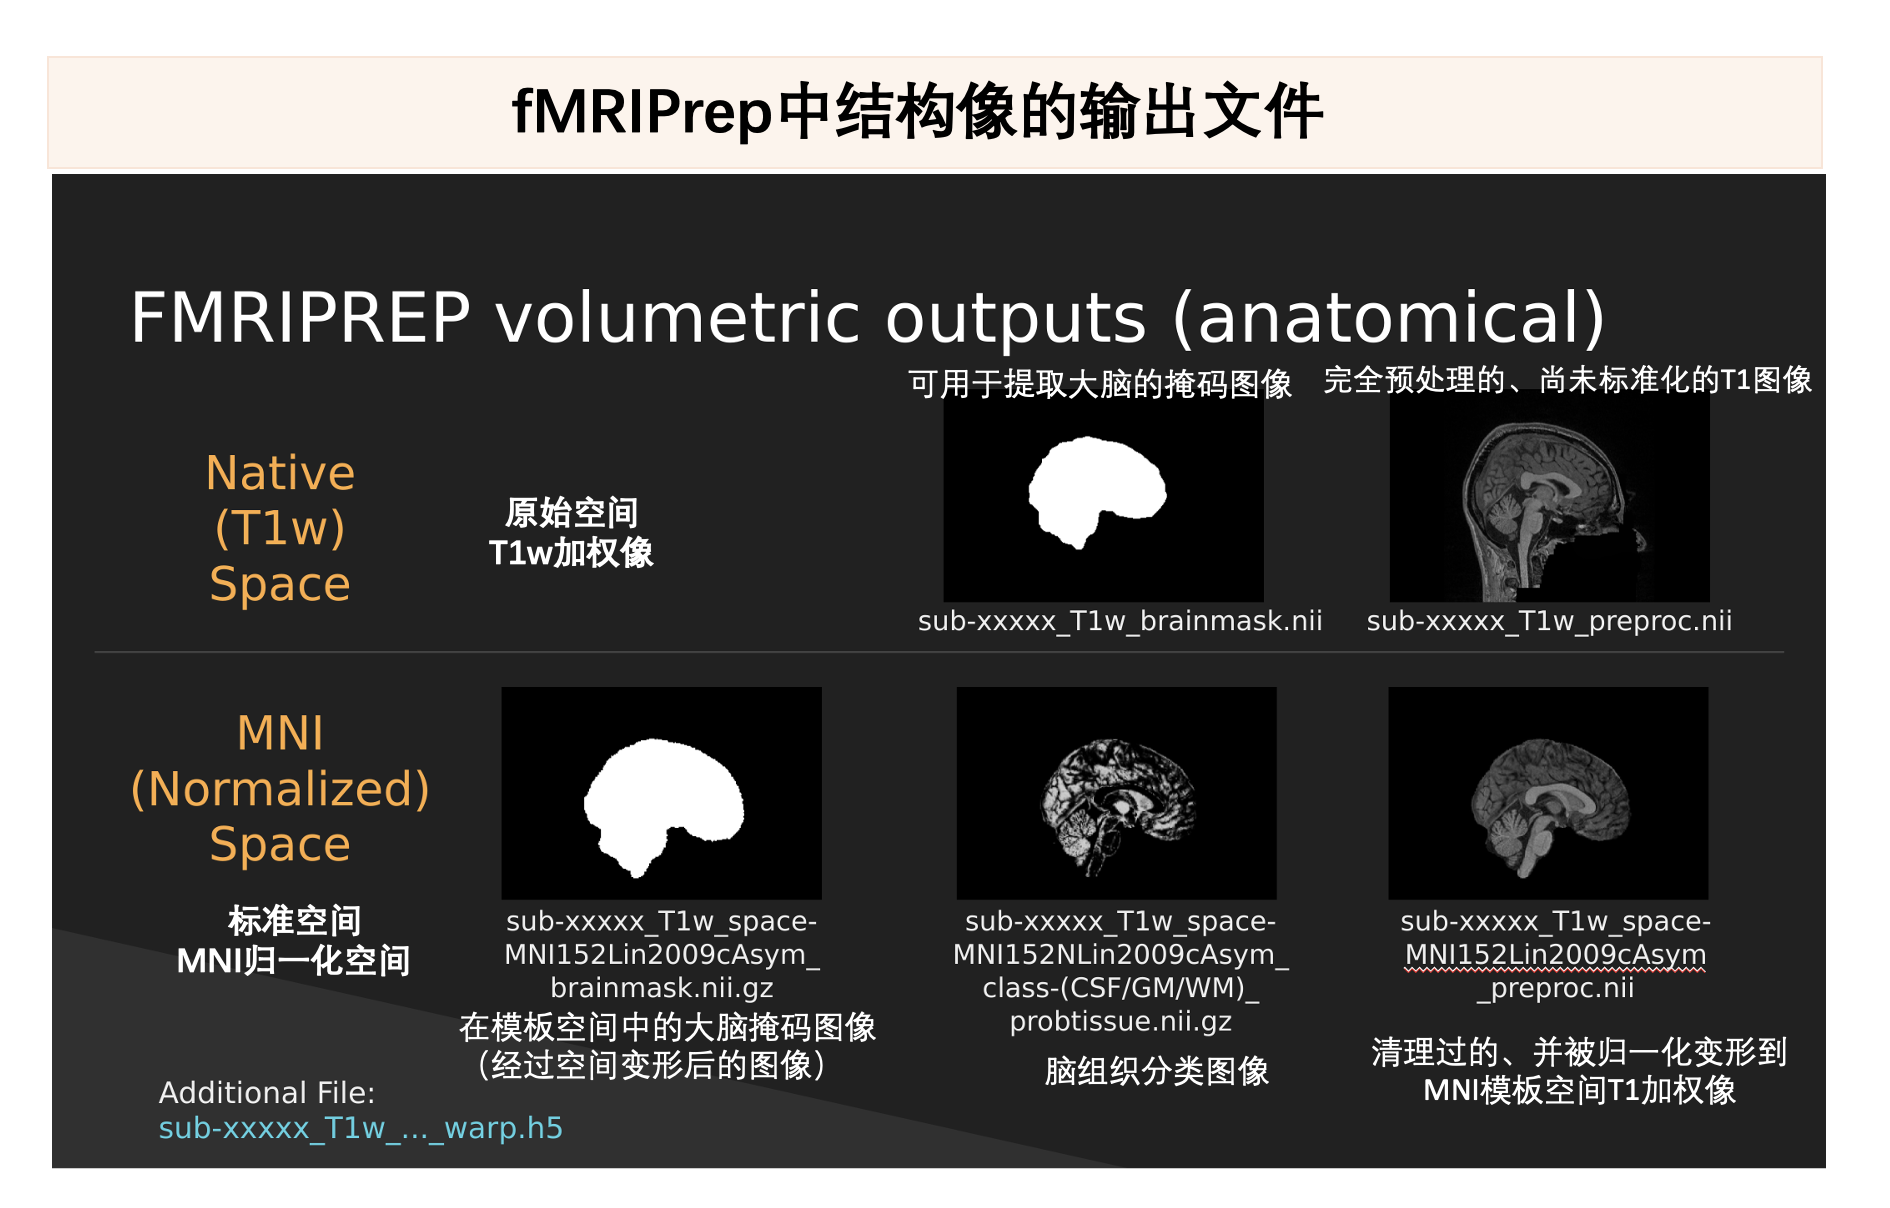 fMRIPrep中结构像的输出文件
FMRIPREP volumetric outputs (anatomical)
可用于提取大脑的掩码图像
完全预处理的、尚未标准化的T1图像
Native
(T1w)
Space
原始空间
T1w加权像
sub-xxxxx_T1w_brainmask.nii
sub-xxxxx_T1w_preproc.nii
MNI
(Normalized)
Space
标准空间
MNI归一化空间
sub-xxxxx_T1w_space-
MNI152Lin2009cAsym_
brainmask.nii.gz
在模板空间中的大脑掩码图像
（经过空间变形后的图像）
sub-xxxxx_T1w_space-
MNI152NLin2009cAsym_
class-(CSF/GM/WM)_
probtissue.nii.gz
脑组织分类图像
sub-xxxxx_T1w_space-
MNI152Lin2009cAsym
_preproc.nii
清理过的、并被归一化变形到
MNI模板空间T1加权像
Additional File:
sub-xxxxx_T1w_..._warp.h5